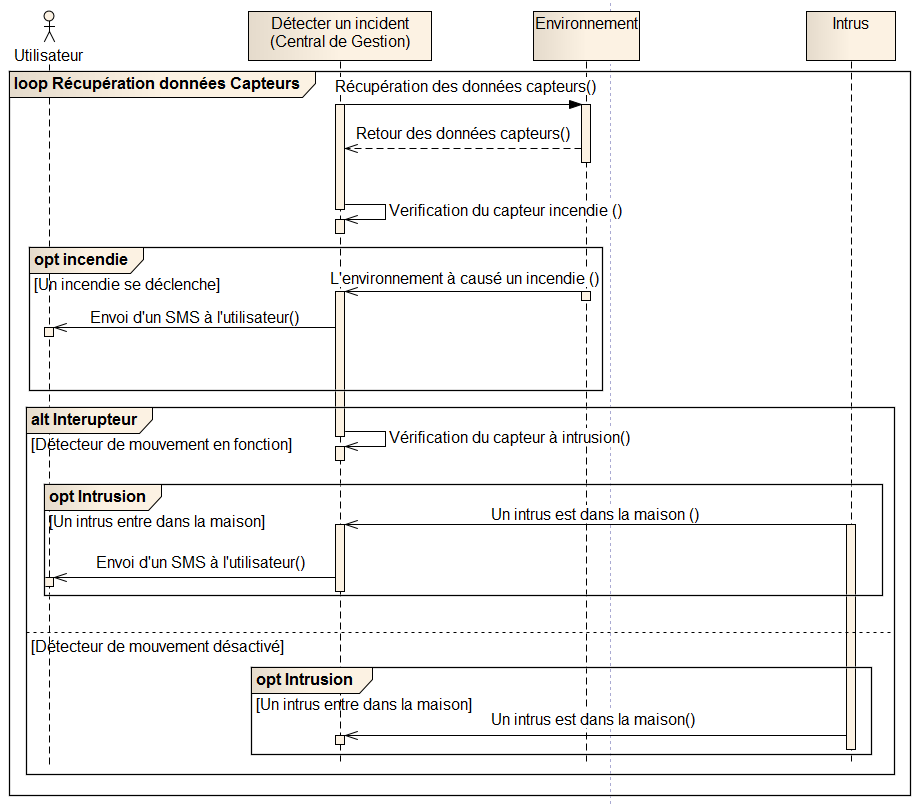 Utilisateur
Détecter un incident
(Central de Gestion)
Environnement
Intrus
loop Récupération données Capteurs
Récupération des données capteurs()
Retour des données capteurs()
Verification du capteur incendie ()
opt incendie
[Un incendie se déclenche]
L'environnement à causé un incendie ()
Envoi d'un SMS à l'utilisateur()
alt Interupteur
[Détecteur de mouvement en fonction]
Vérification du capteur à intrusion()
opt Intrusion
[Un intrus entre dans la maison]
Un intrus est dans la maison ()
Envoi d'un SMS à l'utilisateur()
[Détecteur de mouvement désactivé]
opt Intrusion
[Un intrus entre dans la maison]
Un intrus est dans la maison()